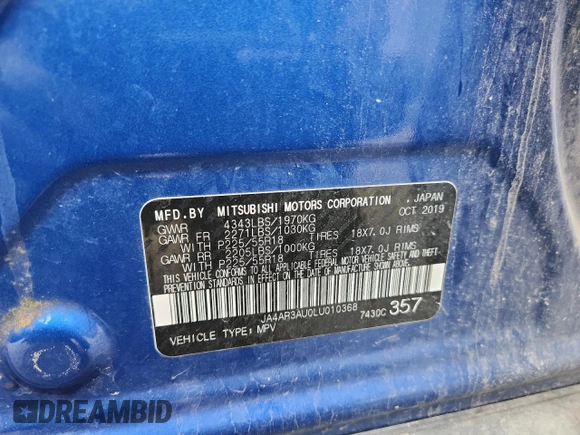 MFD.BY MITSUBISHI MOTORS CORPORATION , JAPAN
GVWR 4343LBS/1970KG OCT 2019
GAWR FR 2271LBS/1030KG
WITH P225/55R18 TIRES 18X7.0J RIMS
GAWR RR 2205LBS/1000KG
WITH P225/55R18 TIRES 18X7.0J RIMS
THIS VEHICLE CONFORMS TO ALL APPLICABLE FEDERAL MOTOR VEHICLE SAFETY AND THEFT
PREVENTION STANDARDS IN EFFECT ON THE DATE OF MANUFACTURE SHOWN ABOVE.
JA4AR3AU0LU010368
VEHICLE TYPE: MPV 7430C 357
DREAMBID